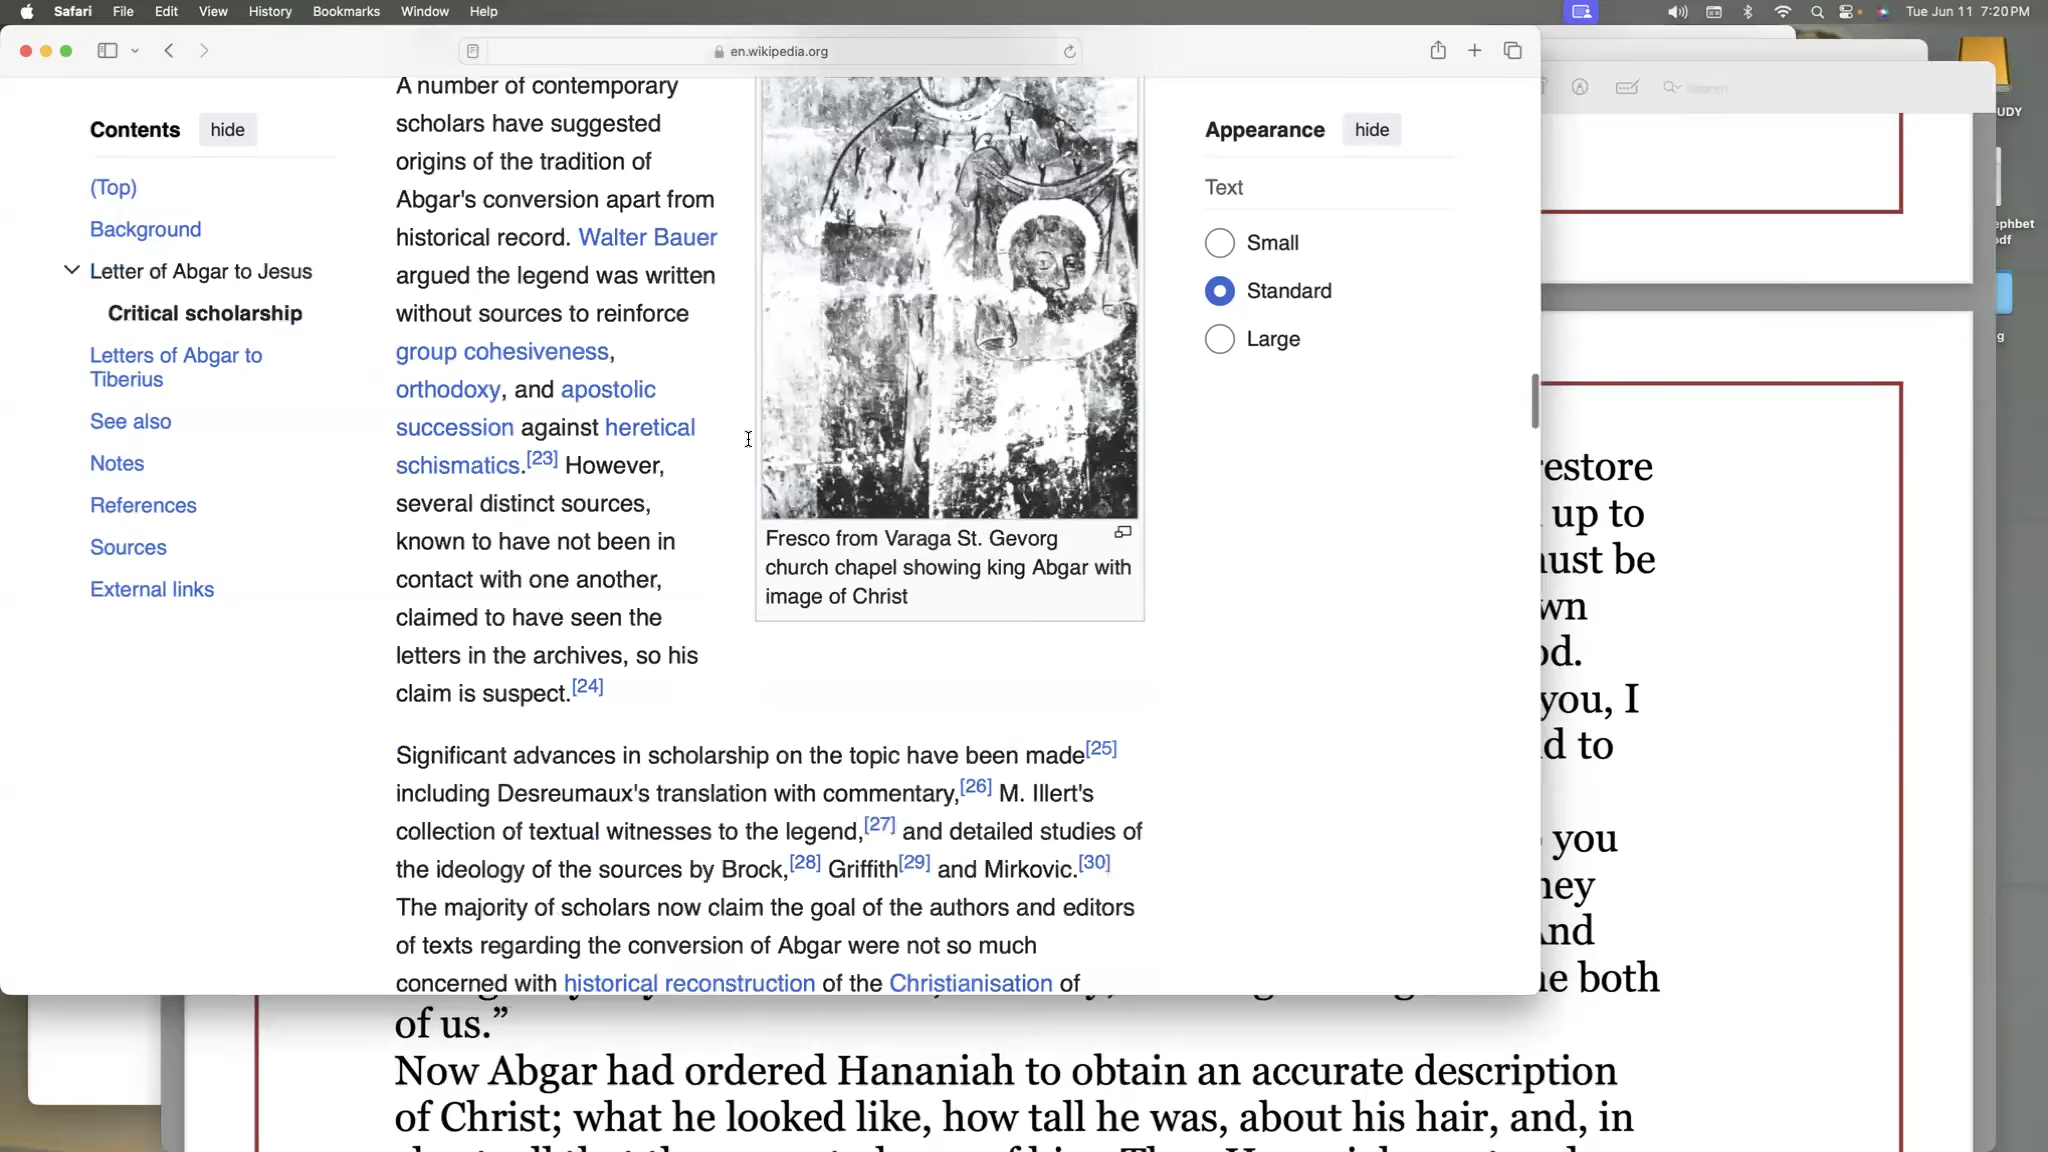 Safari File Edit View History Bookmarks Window Help
Tue Jun 11 7:20 PM
en.wikipedia.org
Search
UDY
ephbet
pdf
g
Contents hide
(Top)
Background
Letter of Abgar to Jesus
Critical scholarship
Letters of Abgar to
Tiberius
See also
Notes
References
Sources
External links
A number of contemporary
scholars have suggested
origins of the tradition of
Abgar's conversion apart from
historical record. Walter Bauer
argued the legend was written
without sources to reinforce
group cohesiveness,
orthodoxy, and apostolic
succession against heretical
schismatics.[23] However,
several distinct sources,
known to have not been in
contact with one another,
claimed to have seen the
letters in the archives, so his
claim is suspect.[24]
Fresco from Varaga St. Gevorg
church chapel showing king Abgar with
image of Christ
Significant advances in scholarship on the topic have been made[25]
including Desreumaux's translation with commentary,[26] M. Illert's
collection of textual witnesses to the legend,[27] and detailed studies of
the ideology of the sources by Brock,[28] Griffith[29] and Mirkovic.[30]
The majority of scholars now claim the goal of the authors and editors
of texts regarding the conversion of Abgar were not so much
concerned with historical reconstruction of the Christianisation of
Appearance hide
Text
Small
Standard
Large
estore
up to
ust be
wn
od.
you, I
d to
you
hey
And
e both
of us.”
Now Abgar had ordered Hananiah to obtain an accurate description
of Christ; what he looked like, how tall he was, about his hair, and, in